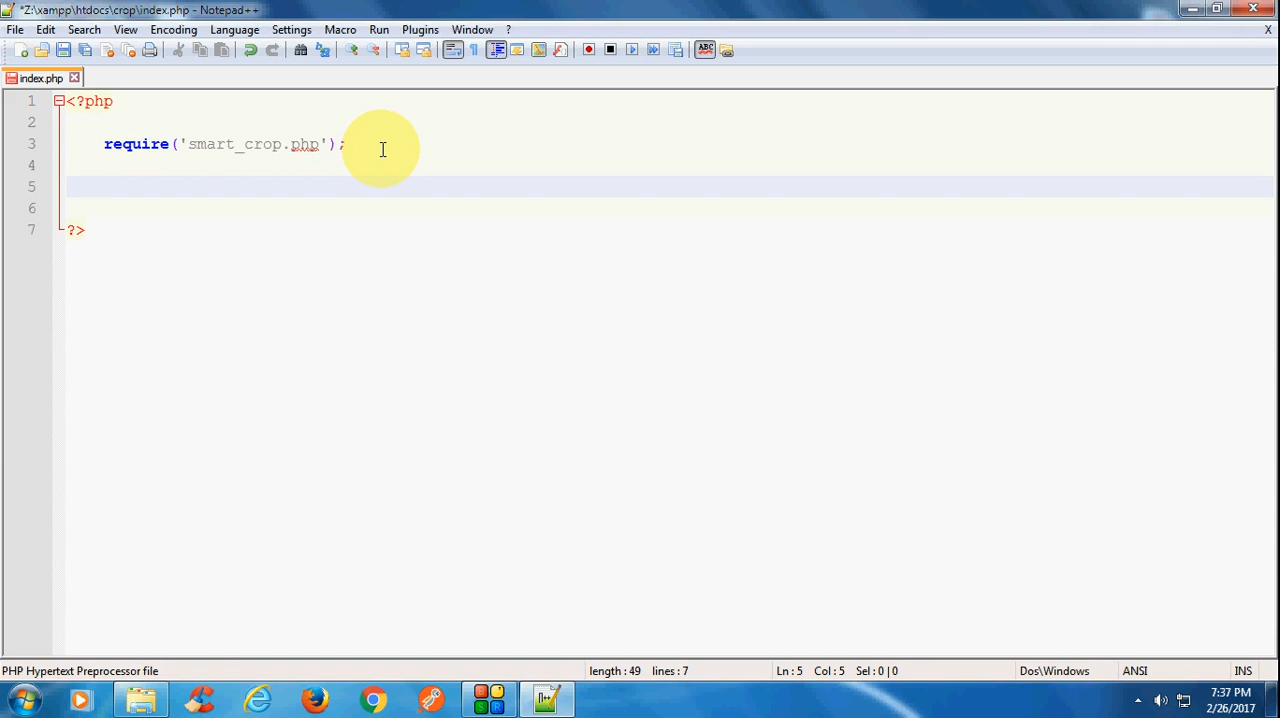 *Z:\xampp\htdocs\crop\index.php - Notepad++
File Edit Search View Encoding Language Settings Macro Run Plugins Window ? X
ABC
index.php
1 <?php
2
3 require('smart_crop.php');
4
5
6
7 ?>
PHP Hypertext Preprocessor file length : 49 lines : 7 Ln : 5 Col : 5 Sel : 0 | 0 Dos\Windows ANSI INS
7:37 PM
2/26/2017